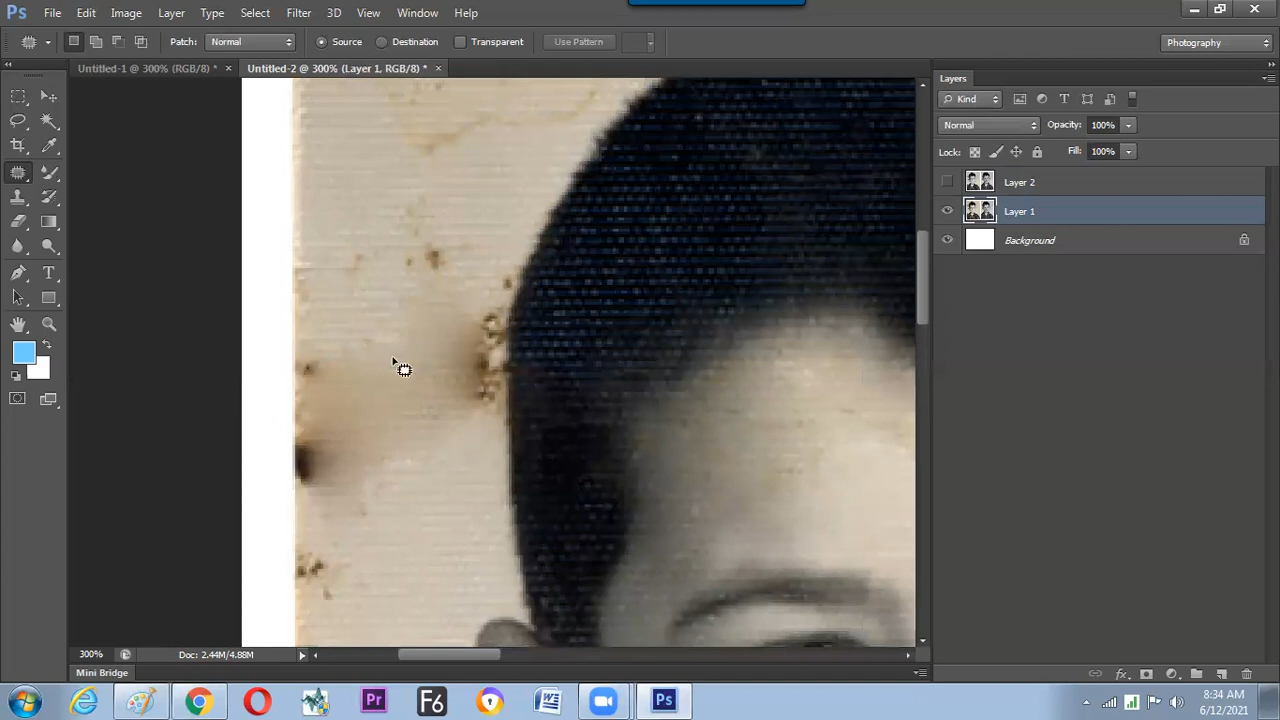 Ps File Edit Image Layer Type Select Filter 3D View Window Help
Patch: Normal Source Destination Transparent Use Pattern Photography
Untitled-1 @ 300% (RGB/8) * × Untitled-2 @ 300% (Layer 1, RGB/8) * ×
Layers
Kind
Normal Opacity: 100%
Lock: Fill: 100%
Layer 2
Layer 1
Background
300% Doc: 2.44M/4.88M
Mini Bridge
Pr F6 W Ps
8:34 AM
6/12/2021